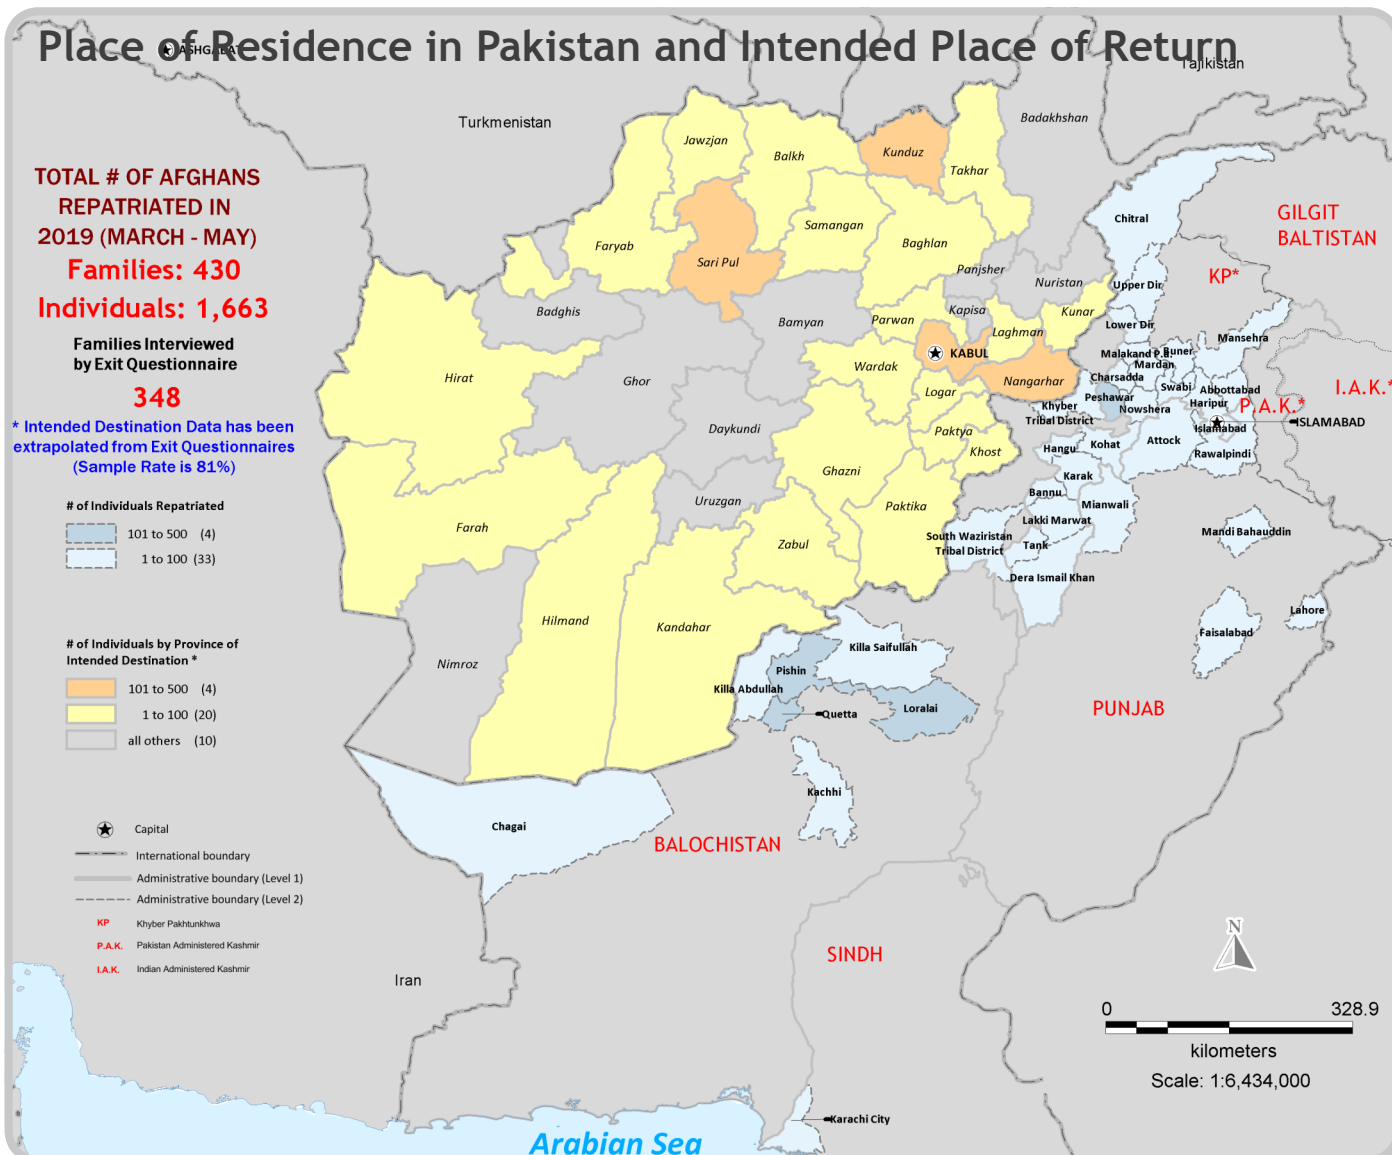 Place of Residence in Pakistan and Intended Place of Return
ASHGABAT
Tajikistan
Turkmenistan
Badakhshan
Jawzjan
Balkh
Kunduz
Takhar
TOTAL # OF AFGHANS
REPATRIATED IN
2019 (MARCH - MAY)
Families: 430
Individuals: 1,663
Families Interviewed
by Exit Questionnaire
348
* Intended Destination Data has been
extrapolated from Exit Questionnaires
(Sample Rate is 81%)
# of Individuals Repatriated
101 to 500 (4)
1 to 100 (33)
# of Individuals by Province of
Intended Destination *
101 to 500 (4)
1 to 100 (20)
all others (10)
Capital
International boundary
Administrative boundary (Level 1)
Administrative boundary (Level 2)
KP Khyber Pakhtunkhwa
P.A.K. Pakistan Administered Kashmir
I.A.K. Indian Administered Kashmir
Faryab
Sari Pul
Samangan
Baghlan
Panjsher
Nuristan
Badghis
Bamyan
Parwan
Kapisa
Laghman
Kunar
KABUL
Hirat
Ghor
Wardak
Nangarhar
Logar
Daykundi
Paktya
Khost
Ghazni
Uruzgan
Paktika
Farah
Zabul
Hilmand
Kandahar
Nimroz
Chitral
GILGIT
BALTISTAN
KP*
Upper Dir
Lower Dir
Mansehra
Malakand P.a.
Buner
Mardan
Charsadda
Swabi
Abbottabad
I.A.K.*
Peshawar
Nowshera
Haripur
P.A.K.*
Khyber
Tribal District
Islamabad
ISLAMABAD
Hangu
Kohat
Attock
Rawalpindi
Karak
Bannu
Mianwali
Lakki Marwat
South Waziristan
Tribal District
Tank
Mandi Bahauddin
Dera Ismail Khan
Lahore
Faisalabad
Killa Saifullah
Pishin
Killa Abdullah
Quetta
Loralai
PUNJAB
Kachhi
Chagai
BALOCHISTAN
SINDH
Iran
N
0 328.9
kilometers
Scale: 1:6,434,000
Karachi City
Arabian Sea